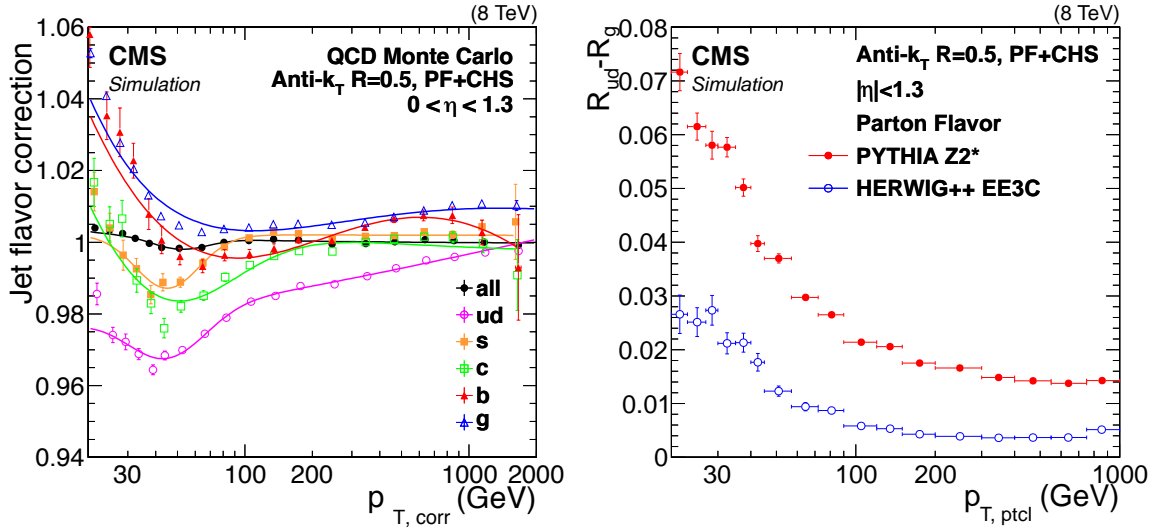 (8 TeV)
CMS
Simulation
QCD Monte Carlo
Anti-kT R=0.5, PF+CHS
0 < η < 1.3
Jet flavor correction
1.06
1.04
1.02
1
0.98
0.96
0.94
all
ud
s
c
b
g
30 100 200 1000 2000
pT, corr (GeV)
(8 TeV)
CMS
Simulation
Anti-kT R=0.5, PF+CHS
|η|<1.3
Parton Flavor
PYTHIA Z2*
HERWIG++ EE3C
Rud-Rg
0.08
0.07
0.06
0.05
0.04
0.03
0.02
0.01
0
30 100 200 1000
pT, ptcl (GeV)